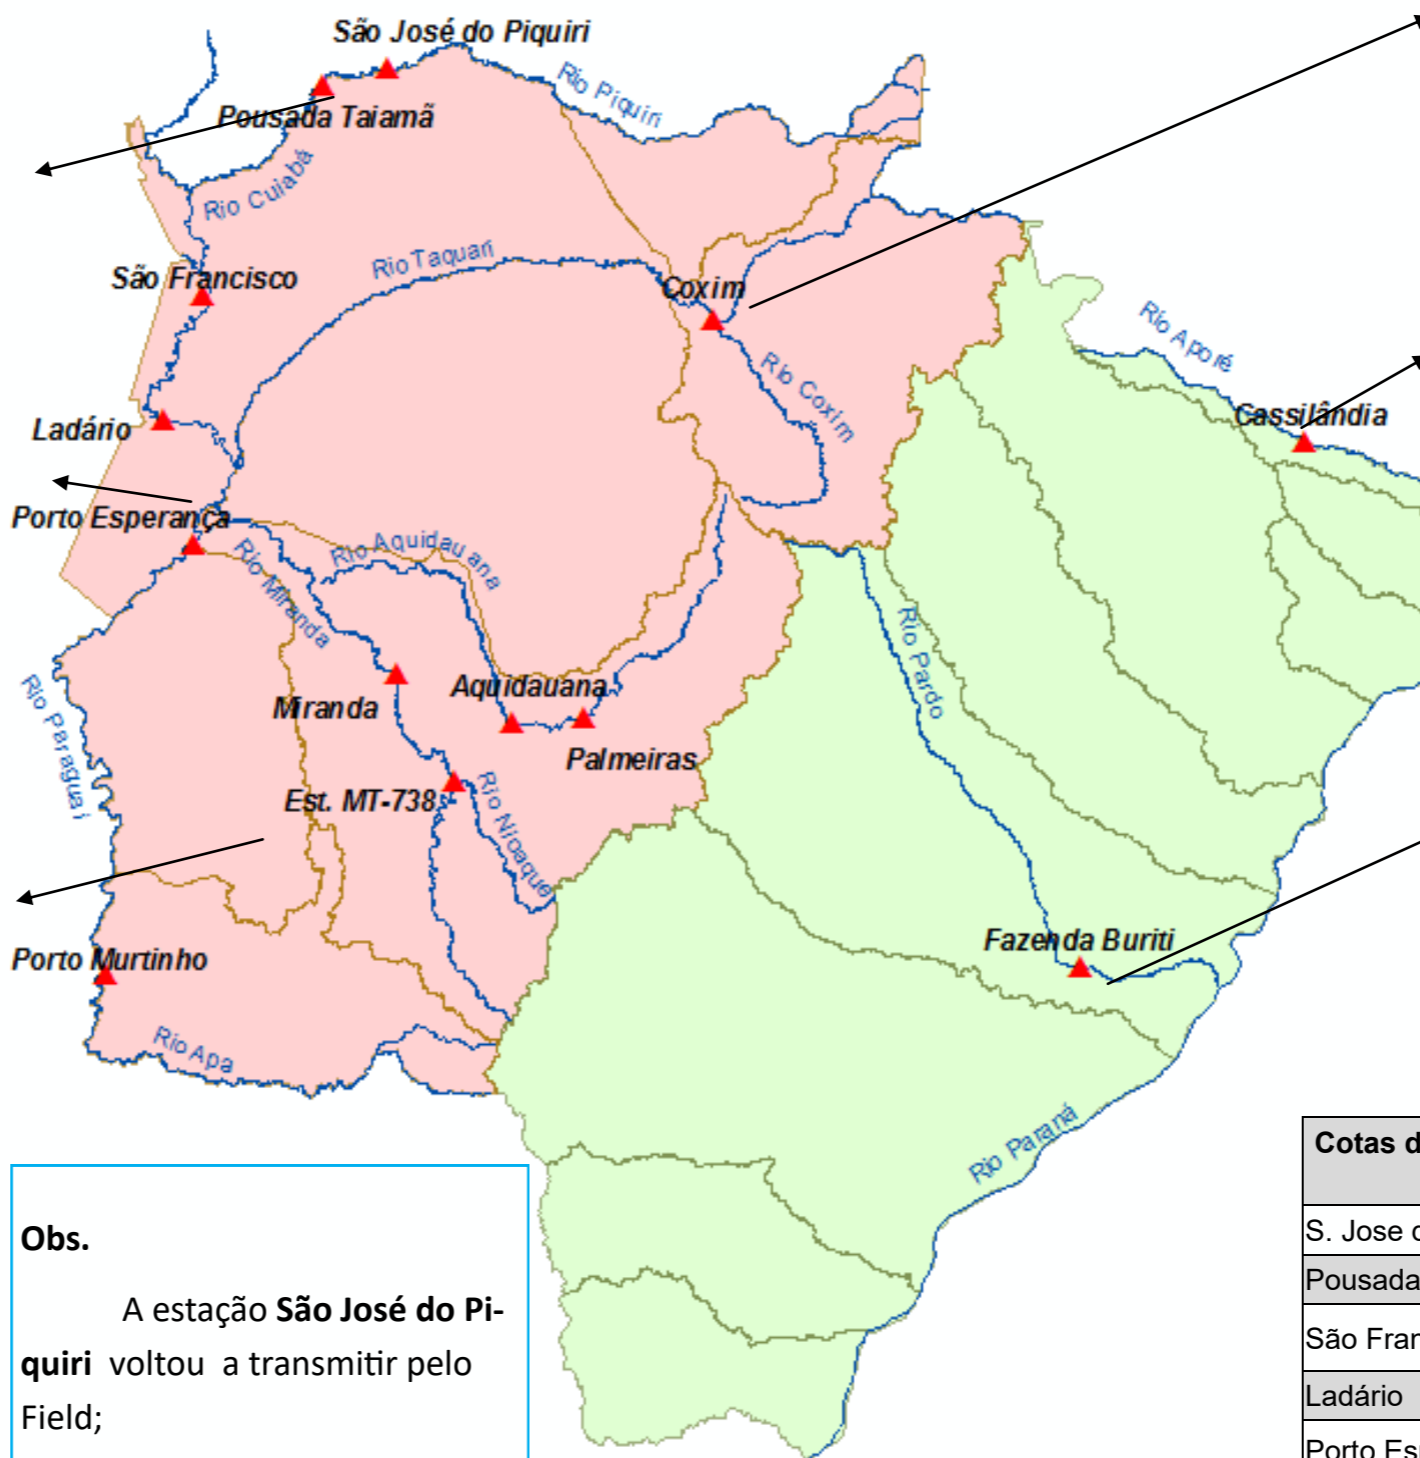 São José do Piquiri
Rio Piquiri
Pousada Taiamã
Rio Cuiabá
Rio Taquari
São Francisco
Coxim
Rio Aporé
Rio Coxim
Cassilândia
Ladário
Porto Esperança
Rio Aquidauana
Rio Miranda
Rio Pardo
Aquidauana
Rio Paraguai
Miranda
Palmeiras
Est. MT-738
Rio Nioaque
Fazenda Buriti
Porto Murtinho
Rio Apa
Rio Paraná
Obs.
A estação São José do Pi-
quiri voltou a transmitir pelo
Field;
Cotas d
S. Jose
Pousada
São Fran
Ladário
Porto Es